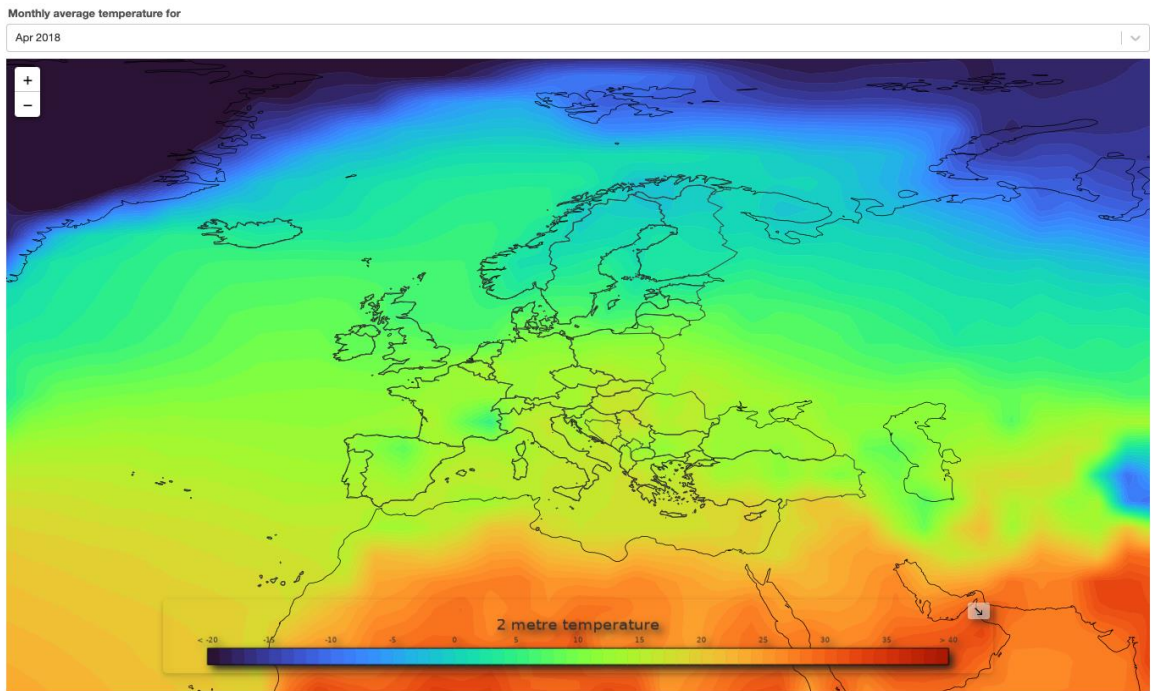 Monthly average temperature for
Apr 2018
+
−
2 metre temperature
< -20 -15 -10 -5 0 5 10 15 20 25 30 35 > 40